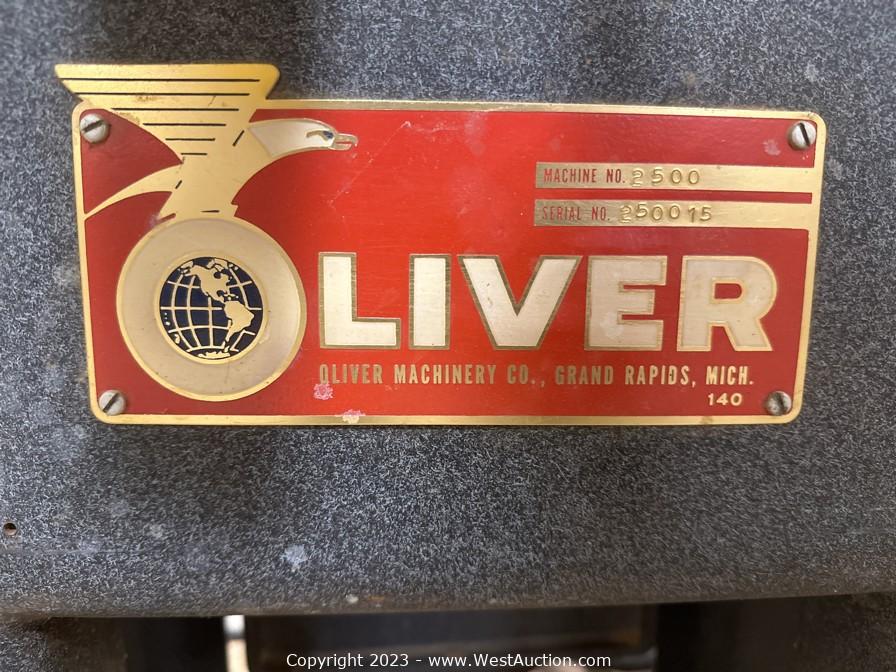 MACHINE NO. 2500
SERIAL NO. 250015
OLIVER
OLIVER MACHINERY CO., GRAND RAPIDS, MICH.
140
Copyright 2023 - www.WestAuction.com